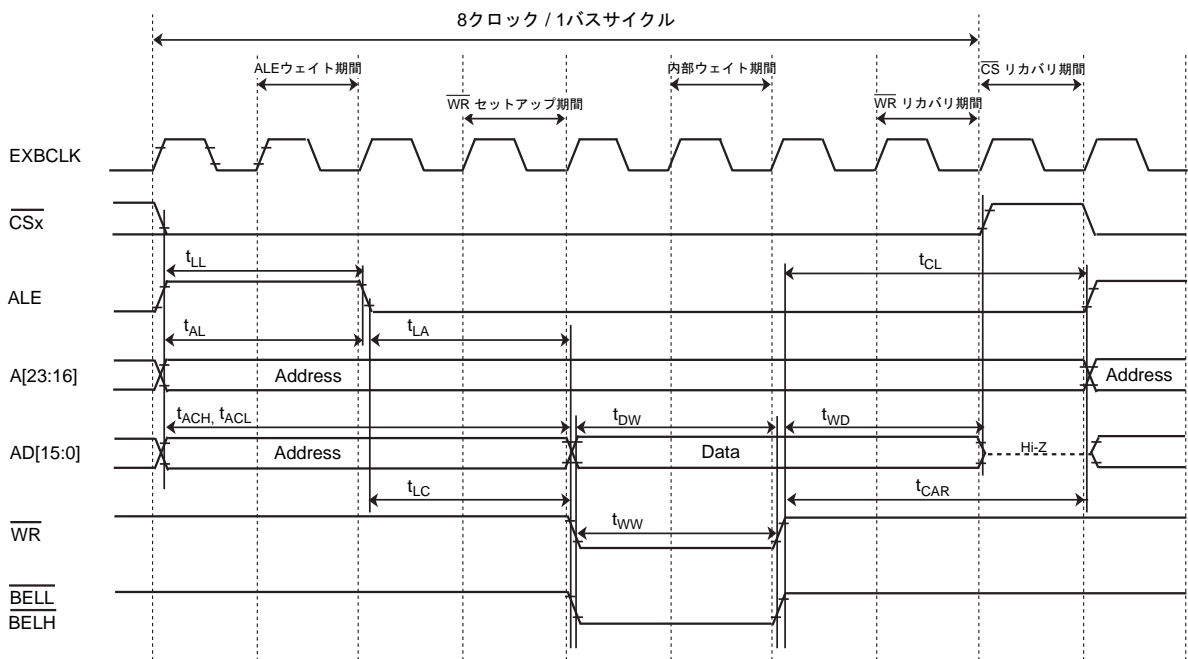 8クロック / 1バスサイクル
ALEウェイト期間
内部ウェイト期間
CS リカバリ期間
WR セットアップ期間
WR リカバリ期間
EXBCLK
CSx
tLL
tCL
ALE
tAL
tLA
A[23:16]
Address
Address
tACH, tACL
tDW
tWD
AD[15:0]
Address
Data
Hi-Z
tLC
tCAR
WR
tWW
BELL
BELH